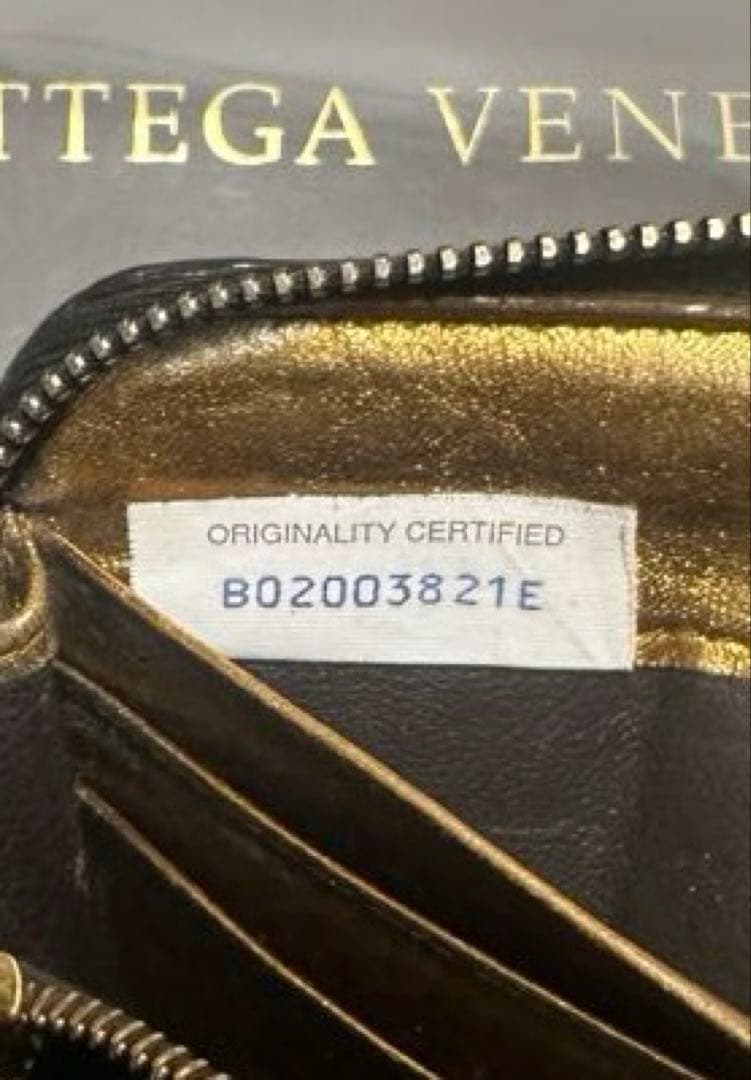 TTEGA VENE
ORIGINALITY CERTIFIED
B02003821E